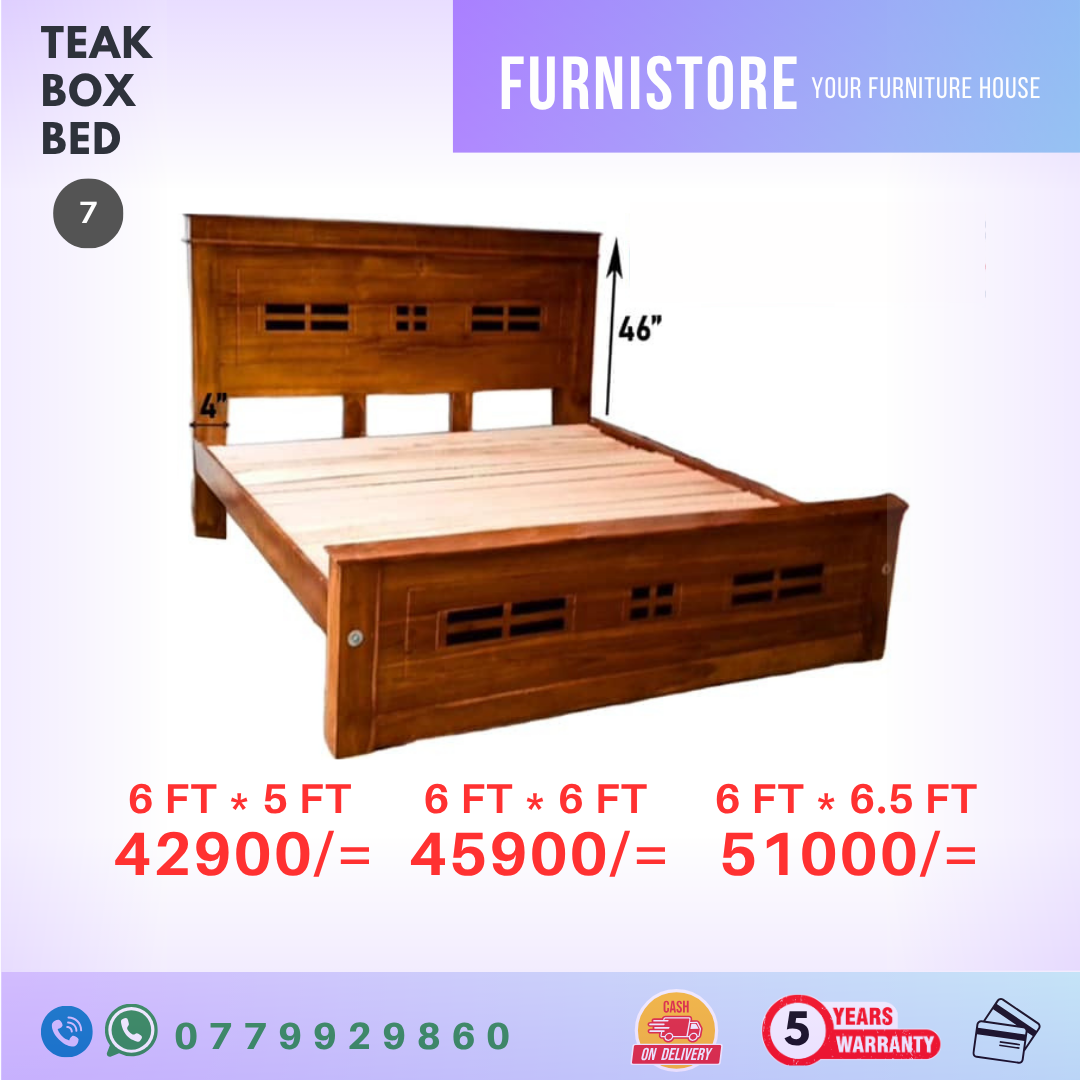 TEAK
BOX
BED
7
FURNISTORE YOUR FURNITURE HOUSE
46”
4”
6 FT * 5 FT
42900/=
6 FT * 6 FT
45900/=
6 FT * 6.5 FT
51000/=
0779929860
CASH
ON DELIVERY
5 YEARS
WARRANTY